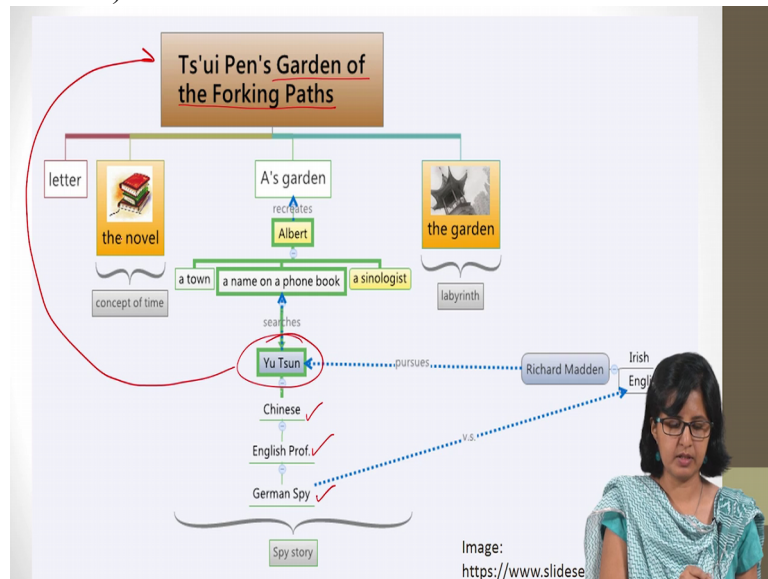 Ts'ui Pen's Garden of
the Forking Paths
letter
the novel
A's garden
the garden
recreates
Albert
concept of time
a town
a name on a phone book
a sinologist
labyrinth
searches
Yu Tsun
pursues
Richard Madden
Irish
Chinese
v.s.
English Prof.
German Spy
Spy story
Image: